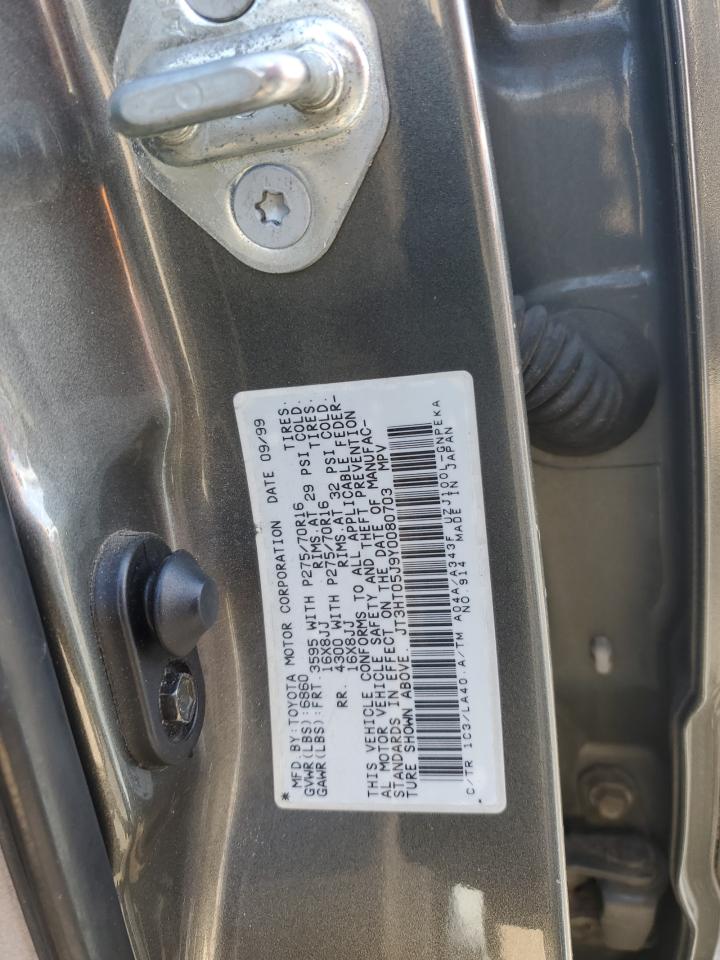 * MFD.BY:TOYOTA MOTOR CORPORATION DATE 09/99
GVWR(LBS):6860
GAWR(LBS):FRT. 3595 WITH P275/70R16 TIRES.
16X8JJ RIMS.AT 29 PSI COLD.
RR. 4300 WITH P275/70R16 TIRES.
16X8JJ RIMS.AT 32 PSI COLD.
THIS VEHICLE CONFORMS TO ALL APPLICABLE FEDER-
AL MOTOR VEHICLE SAFETY AND THEFT PREVENTION
STANDARDS IN EFFECT ON THE DATE OF MANUFAC-
TURE SHOWN ABOVE. JT3HT05J9Y0080703 MPV
*C/TR 1C3/LA40.A/TM A04A/A343F UZJ100L-GNPEKA
NO.914 MADE IN JAPAN